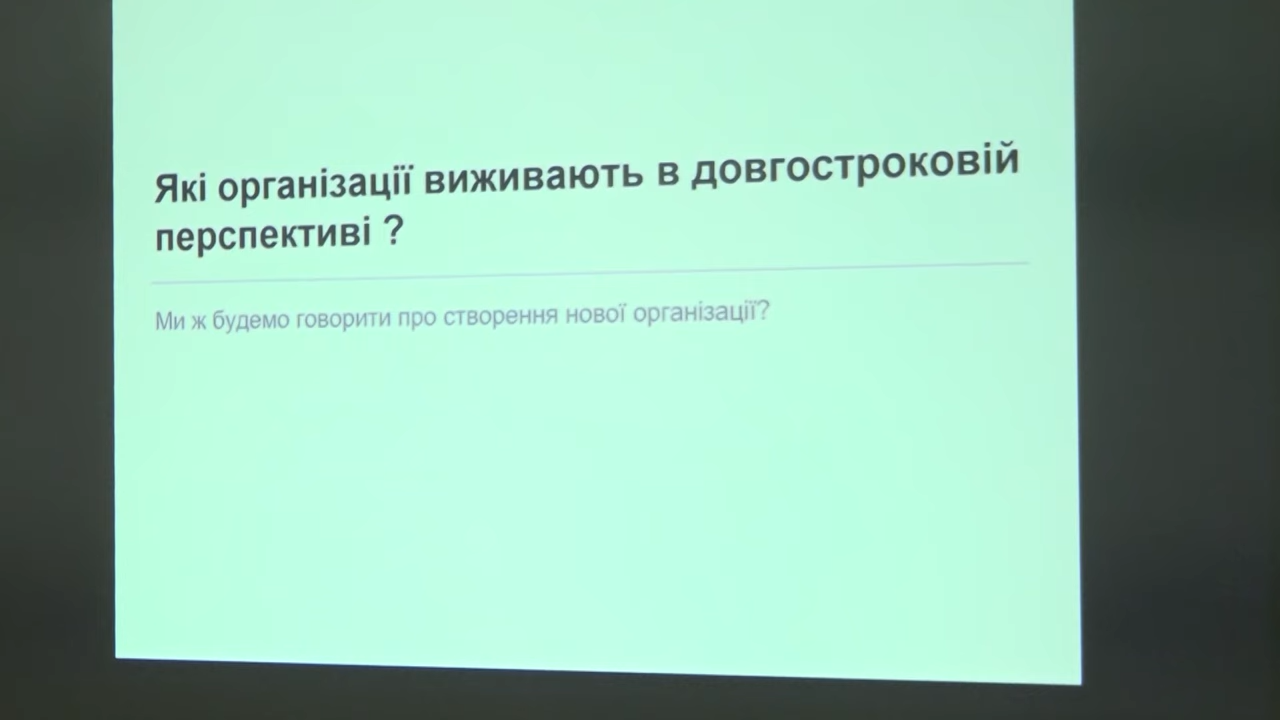 Які організації виживають в довгостроковій
перспективі ?
Ми ж будемо говорити про створення нової організації?